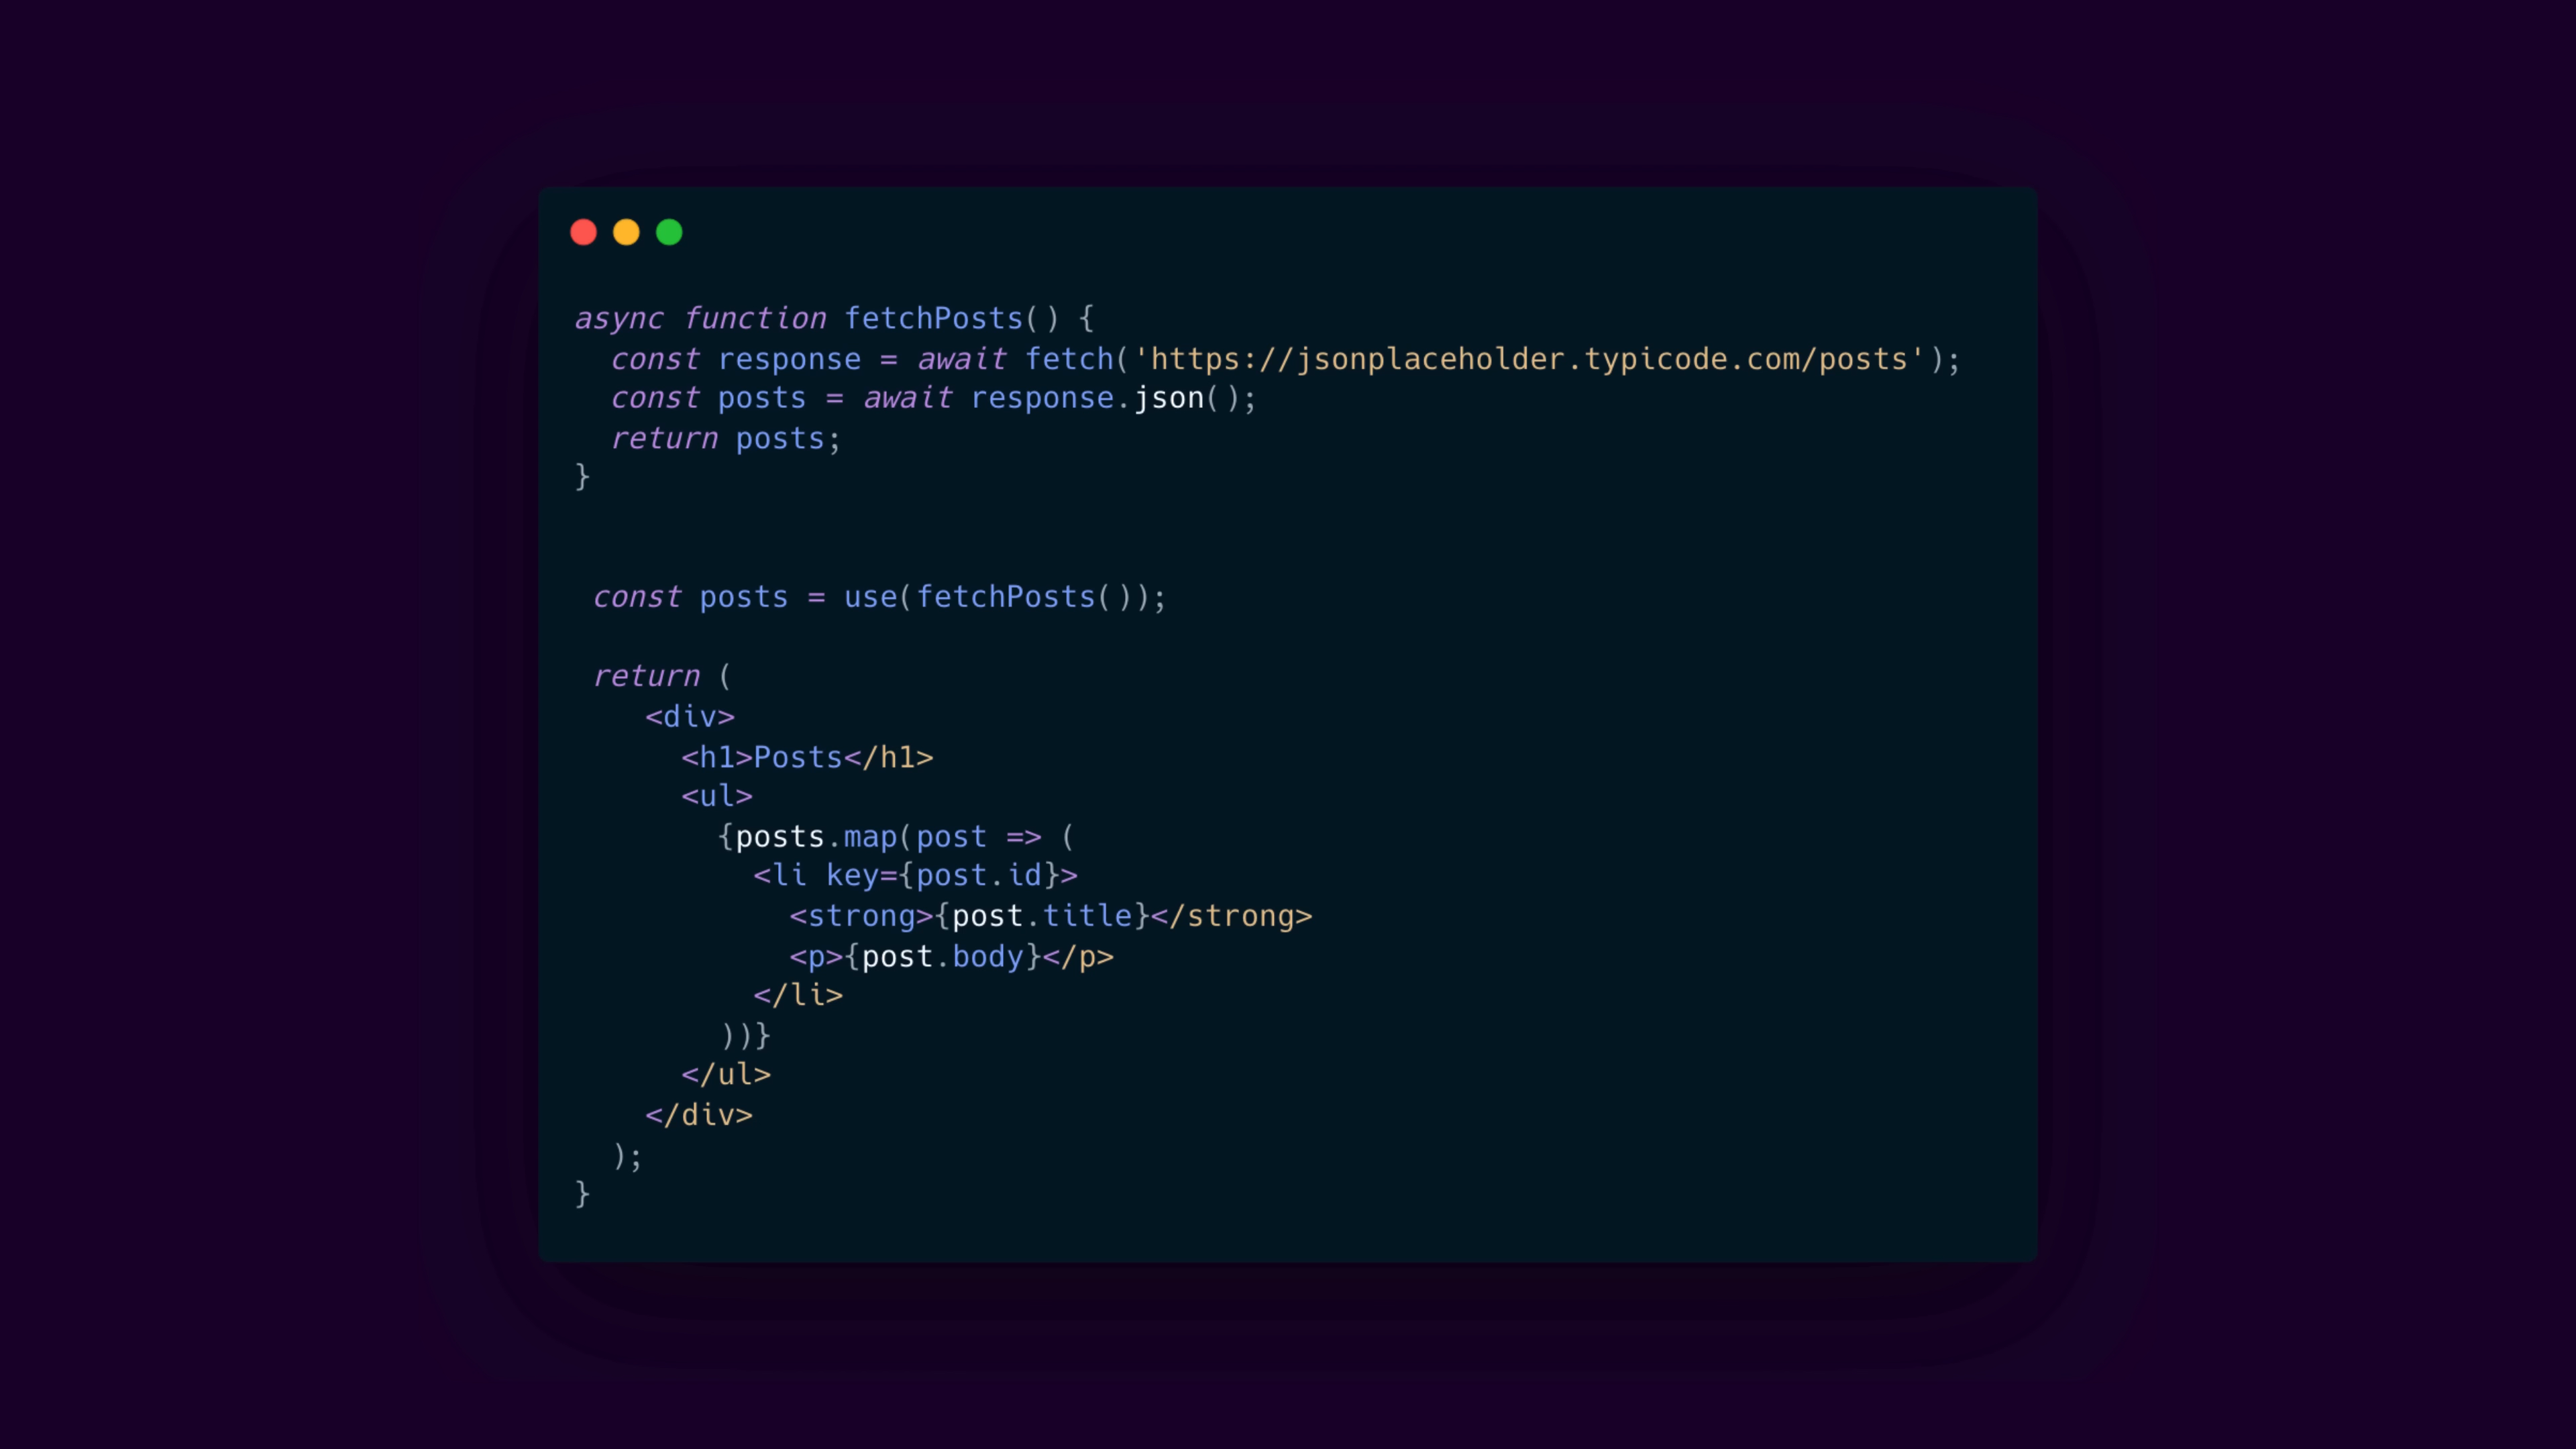 async function fetchPosts() {
  const response = await fetch('https://jsonplaceholder.typicode.com/posts');
  const posts = await response.json();
  return posts;
}
 const posts = use(fetchPosts());
 return (
    <div>
      <h1>Posts</h1>
      <ul>
        {posts.map(post => (
          <li key={post.id}>
            <strong>{post.title}</strong>
            <p>{post.body}</p>
          </li>
        ))}
      </ul>
    </div>
  );
}